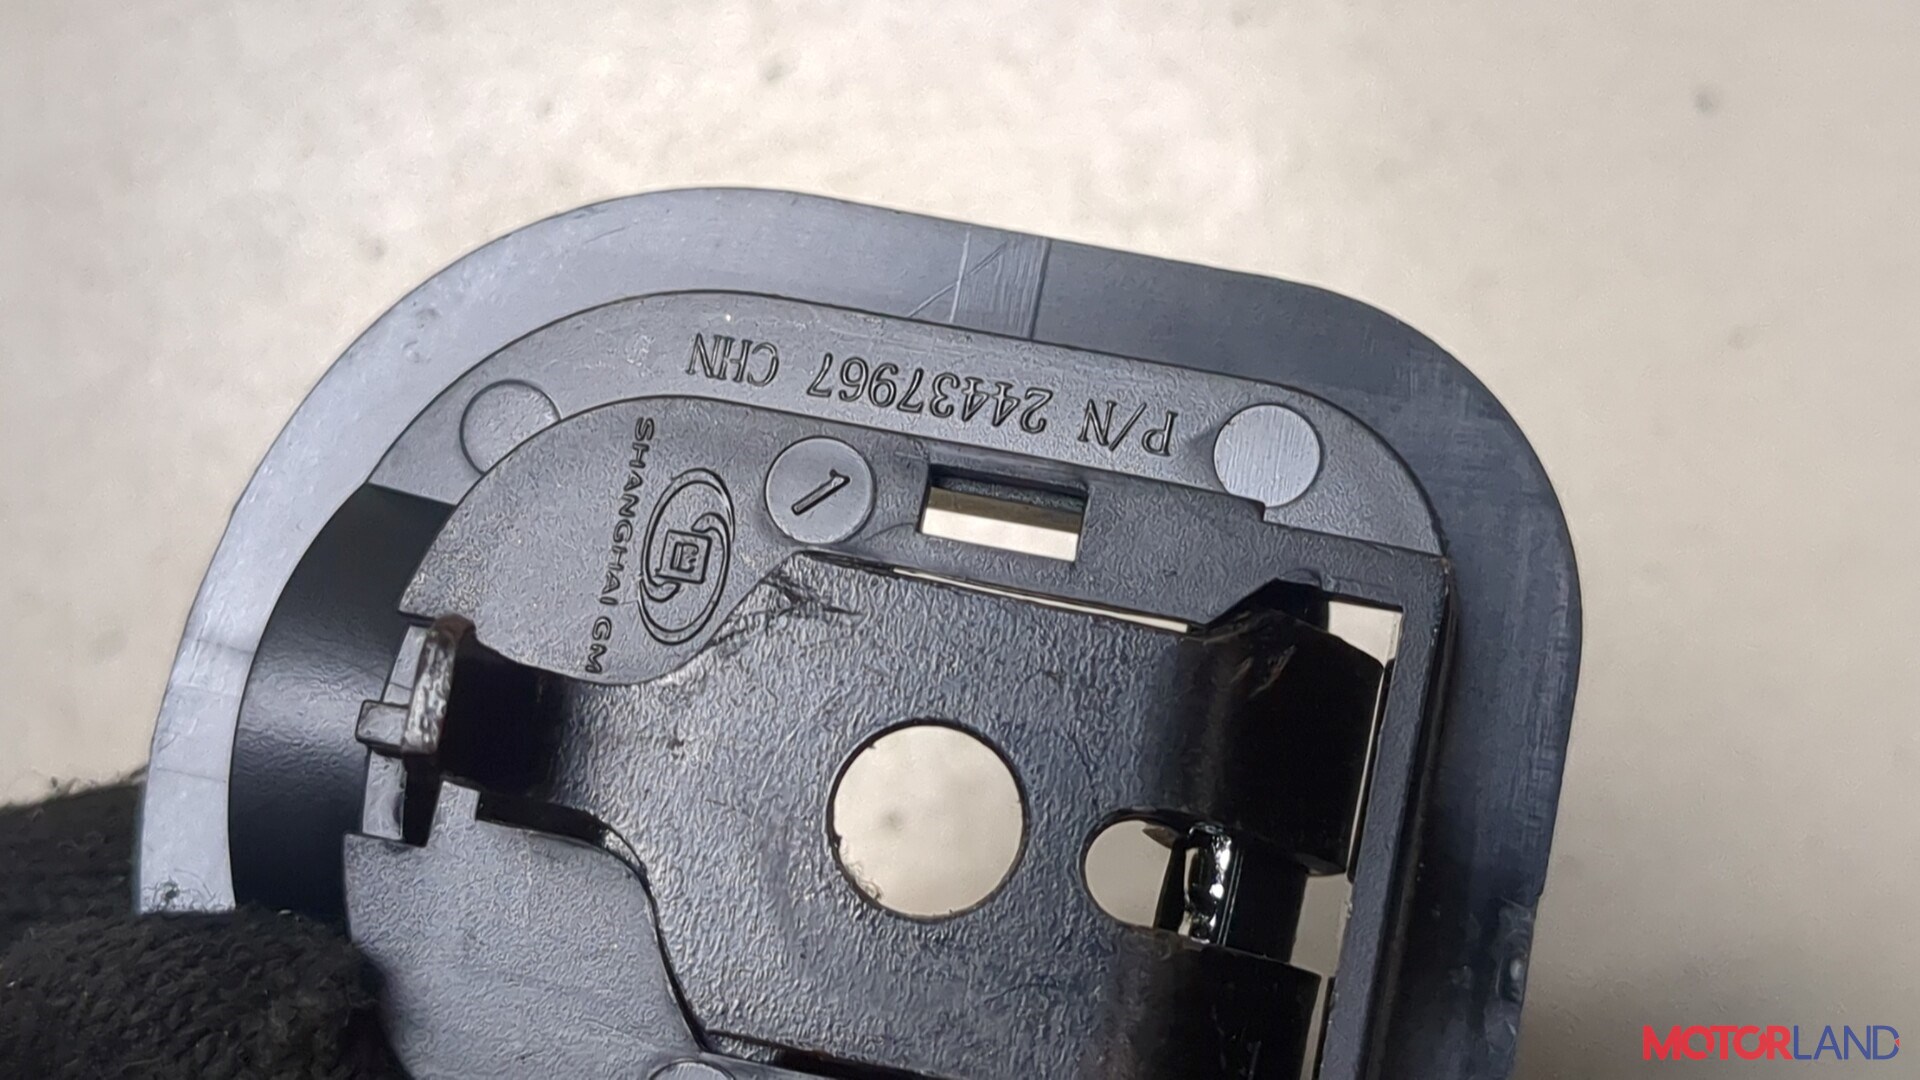 P/N 24437967 CHN
1
SHANGHAI GM
MOTORLAND